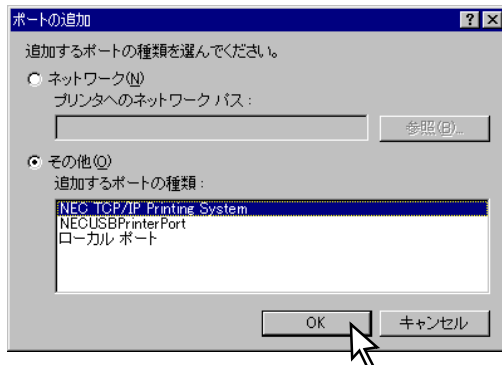 ポートの追加
追加するポートの種類を選んでください。
ネットワーク(N)
プリンタへのネットワーク パス:
参照(B)...
その他(O)
追加するポートの種類:
NEC TCP/IP Printing System
NECUSBPrinterPort
ローカル ポート
OK
キャンセル